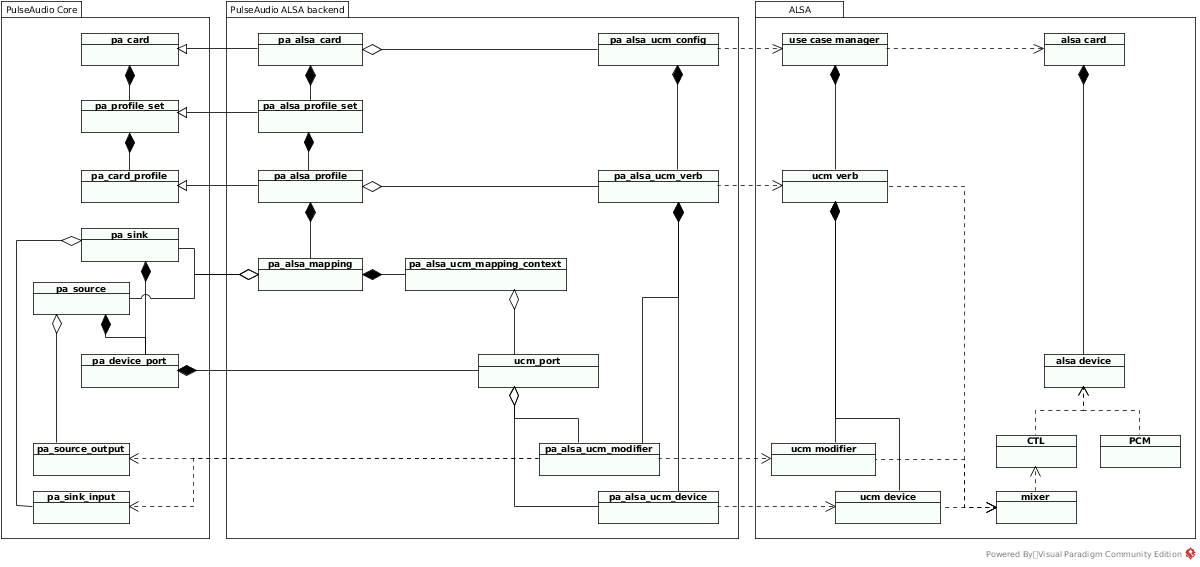 PulseAudio Core
PulseAudio ALSA backend
ALSA
pa_card
pa_alsa_card
pa_alsa_ucm_config
use case manager
alsa card
pa_profile_set
pa_alsa_profile_set
pa_card_profile
pa_alsa_profile
pa_alsa_ucm_verb
ucm verb
pa_sink
pa_alsa_mapping
pa_alsa_ucm_mapping_context
pa_source
pa_device_port
ucm_port
alsa device
pa_source_output
pa_alsa_ucm_modifier
ucm modifier
CTL
PCM
pa_sink_input
pa_alsa_ucm_device
ucm device
mixer
Powered By Visual Paradigm Community Edition